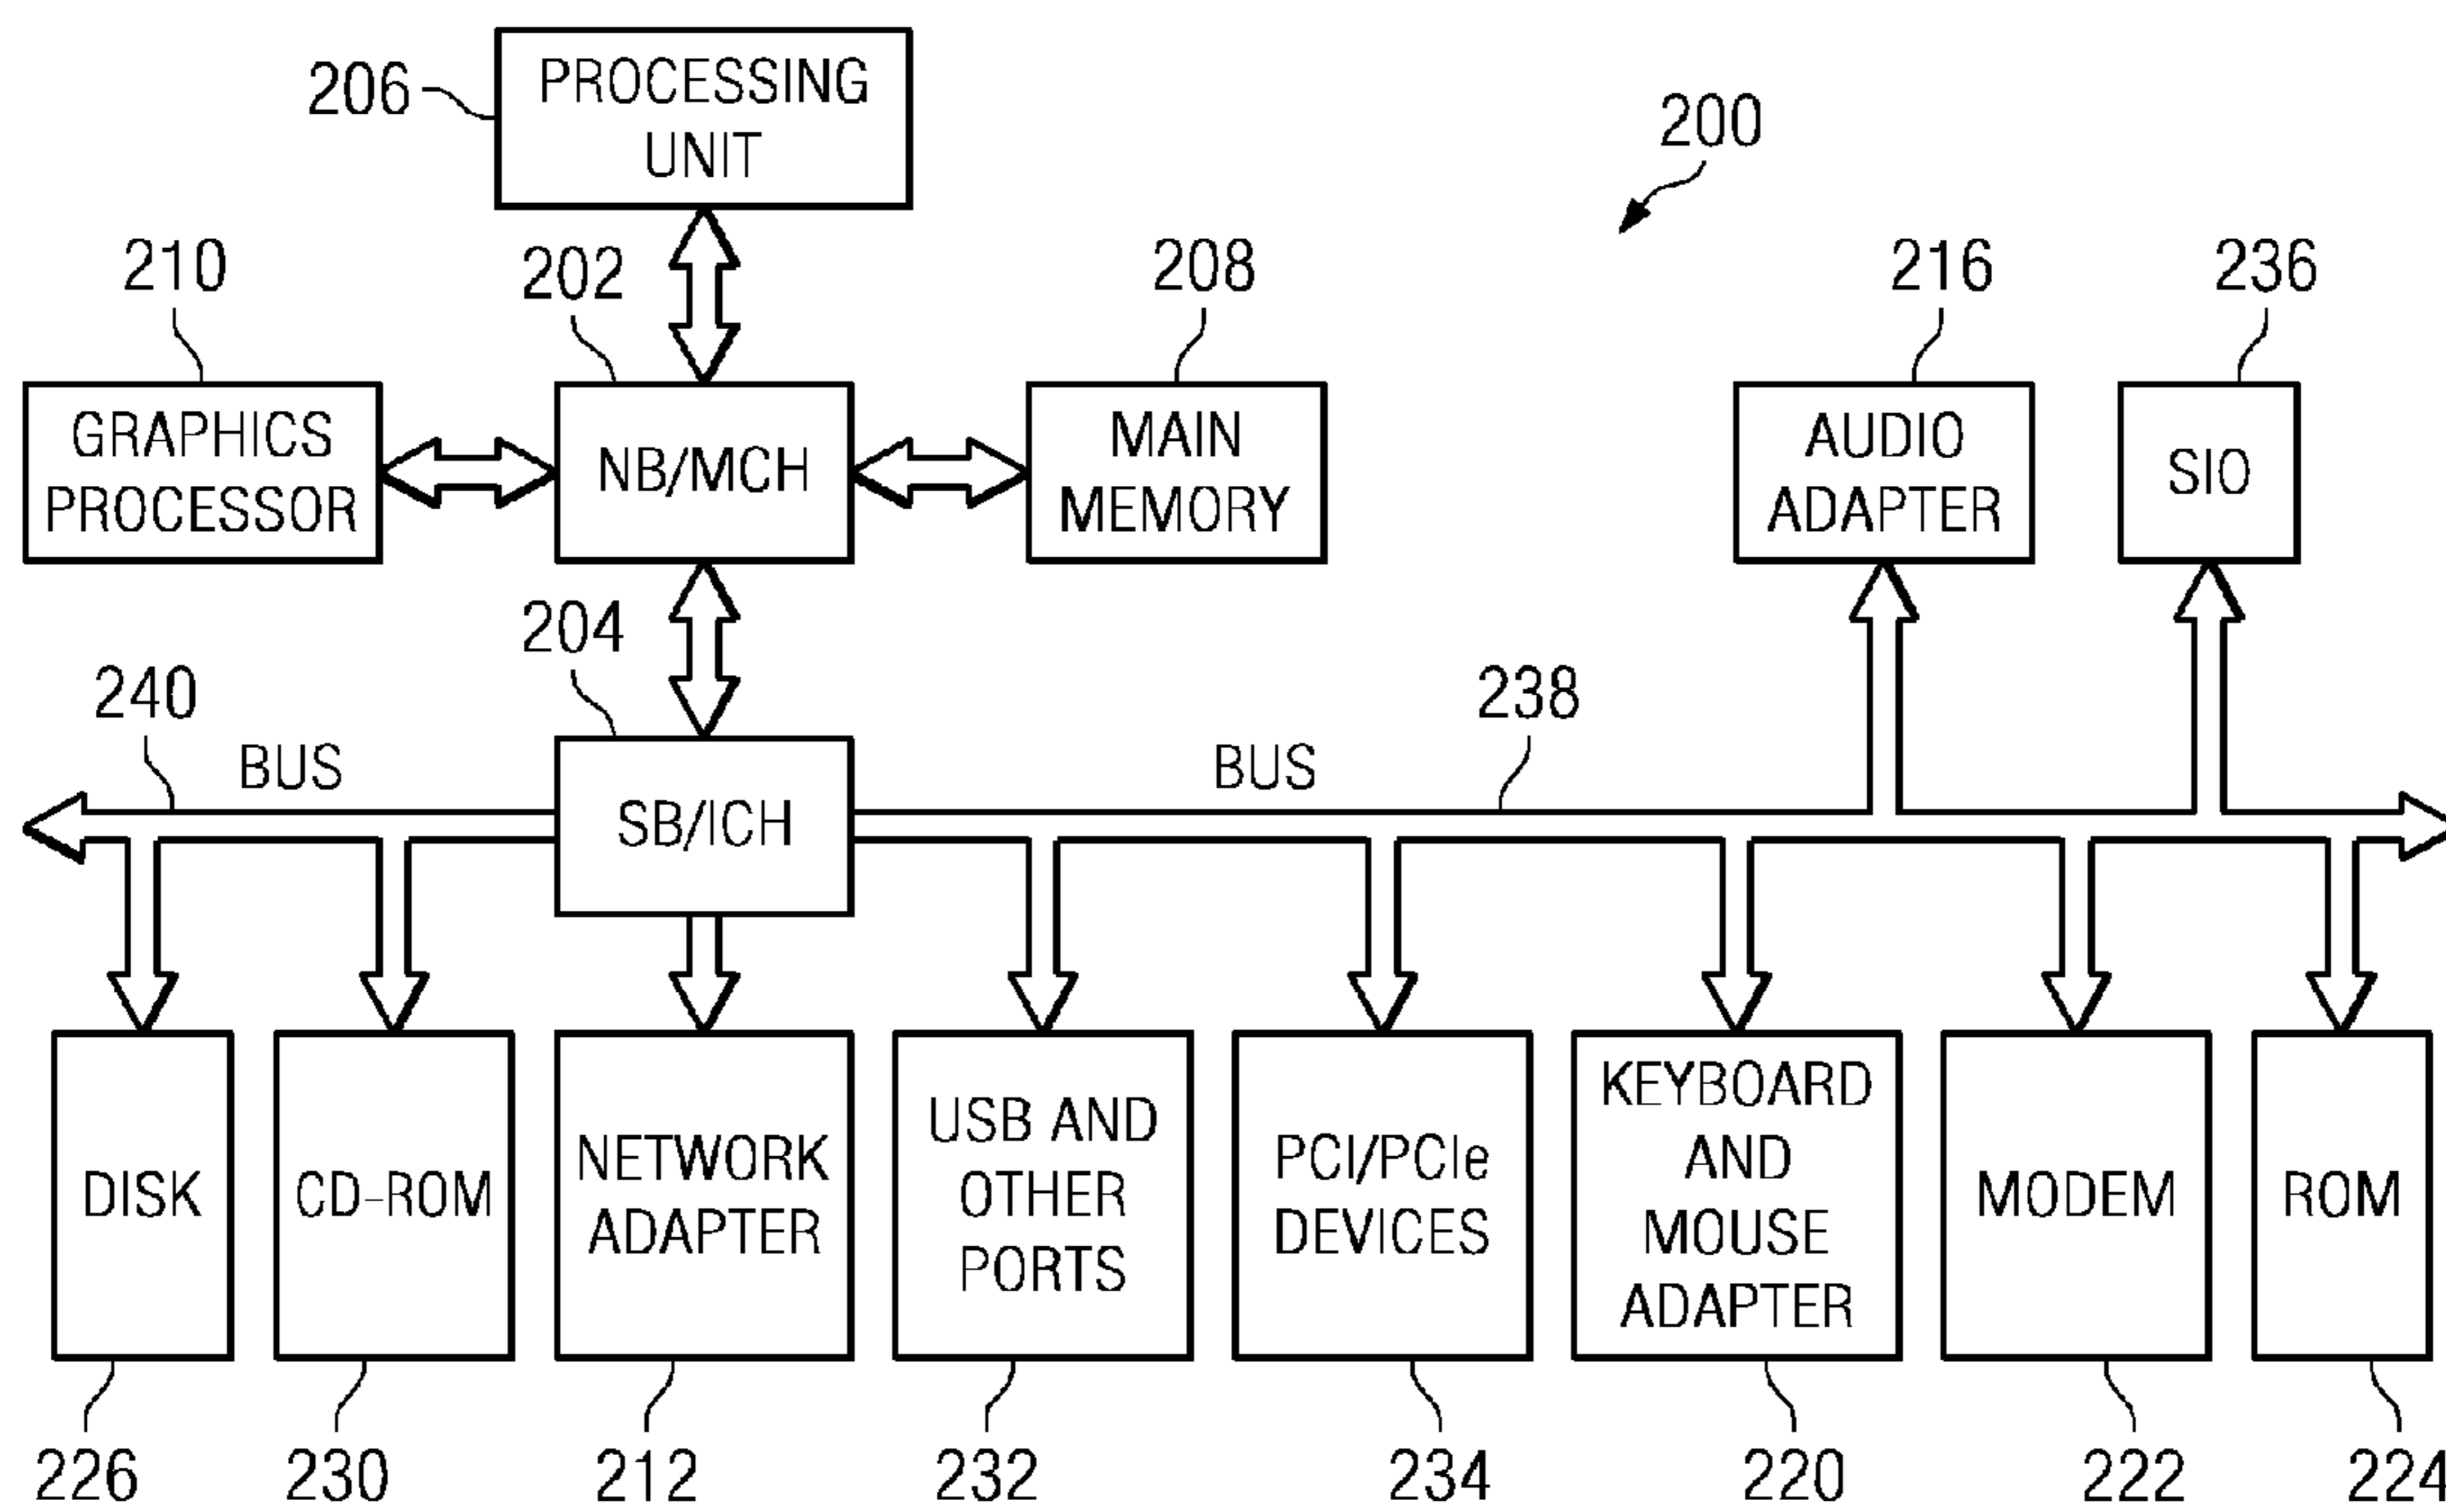 206
PROCESSING
UNIT
200
210
202
208
216
236
GRAPHICS
PROCESSOR
NB/MCH
MAIN
MEMORY
AUDIO
ADAPTER
SIO
204
240
BUS
238
BUS
SB/ICH
DISK
CD-ROM
NETWORK
ADAPTER
USB AND
OTHER
PORTS
PCI/PCIe
DEVICES
KEYBOARD
AND
MOUSE
ADAPTER
MODEM
ROM
226
230
212
232
234
220
222
224